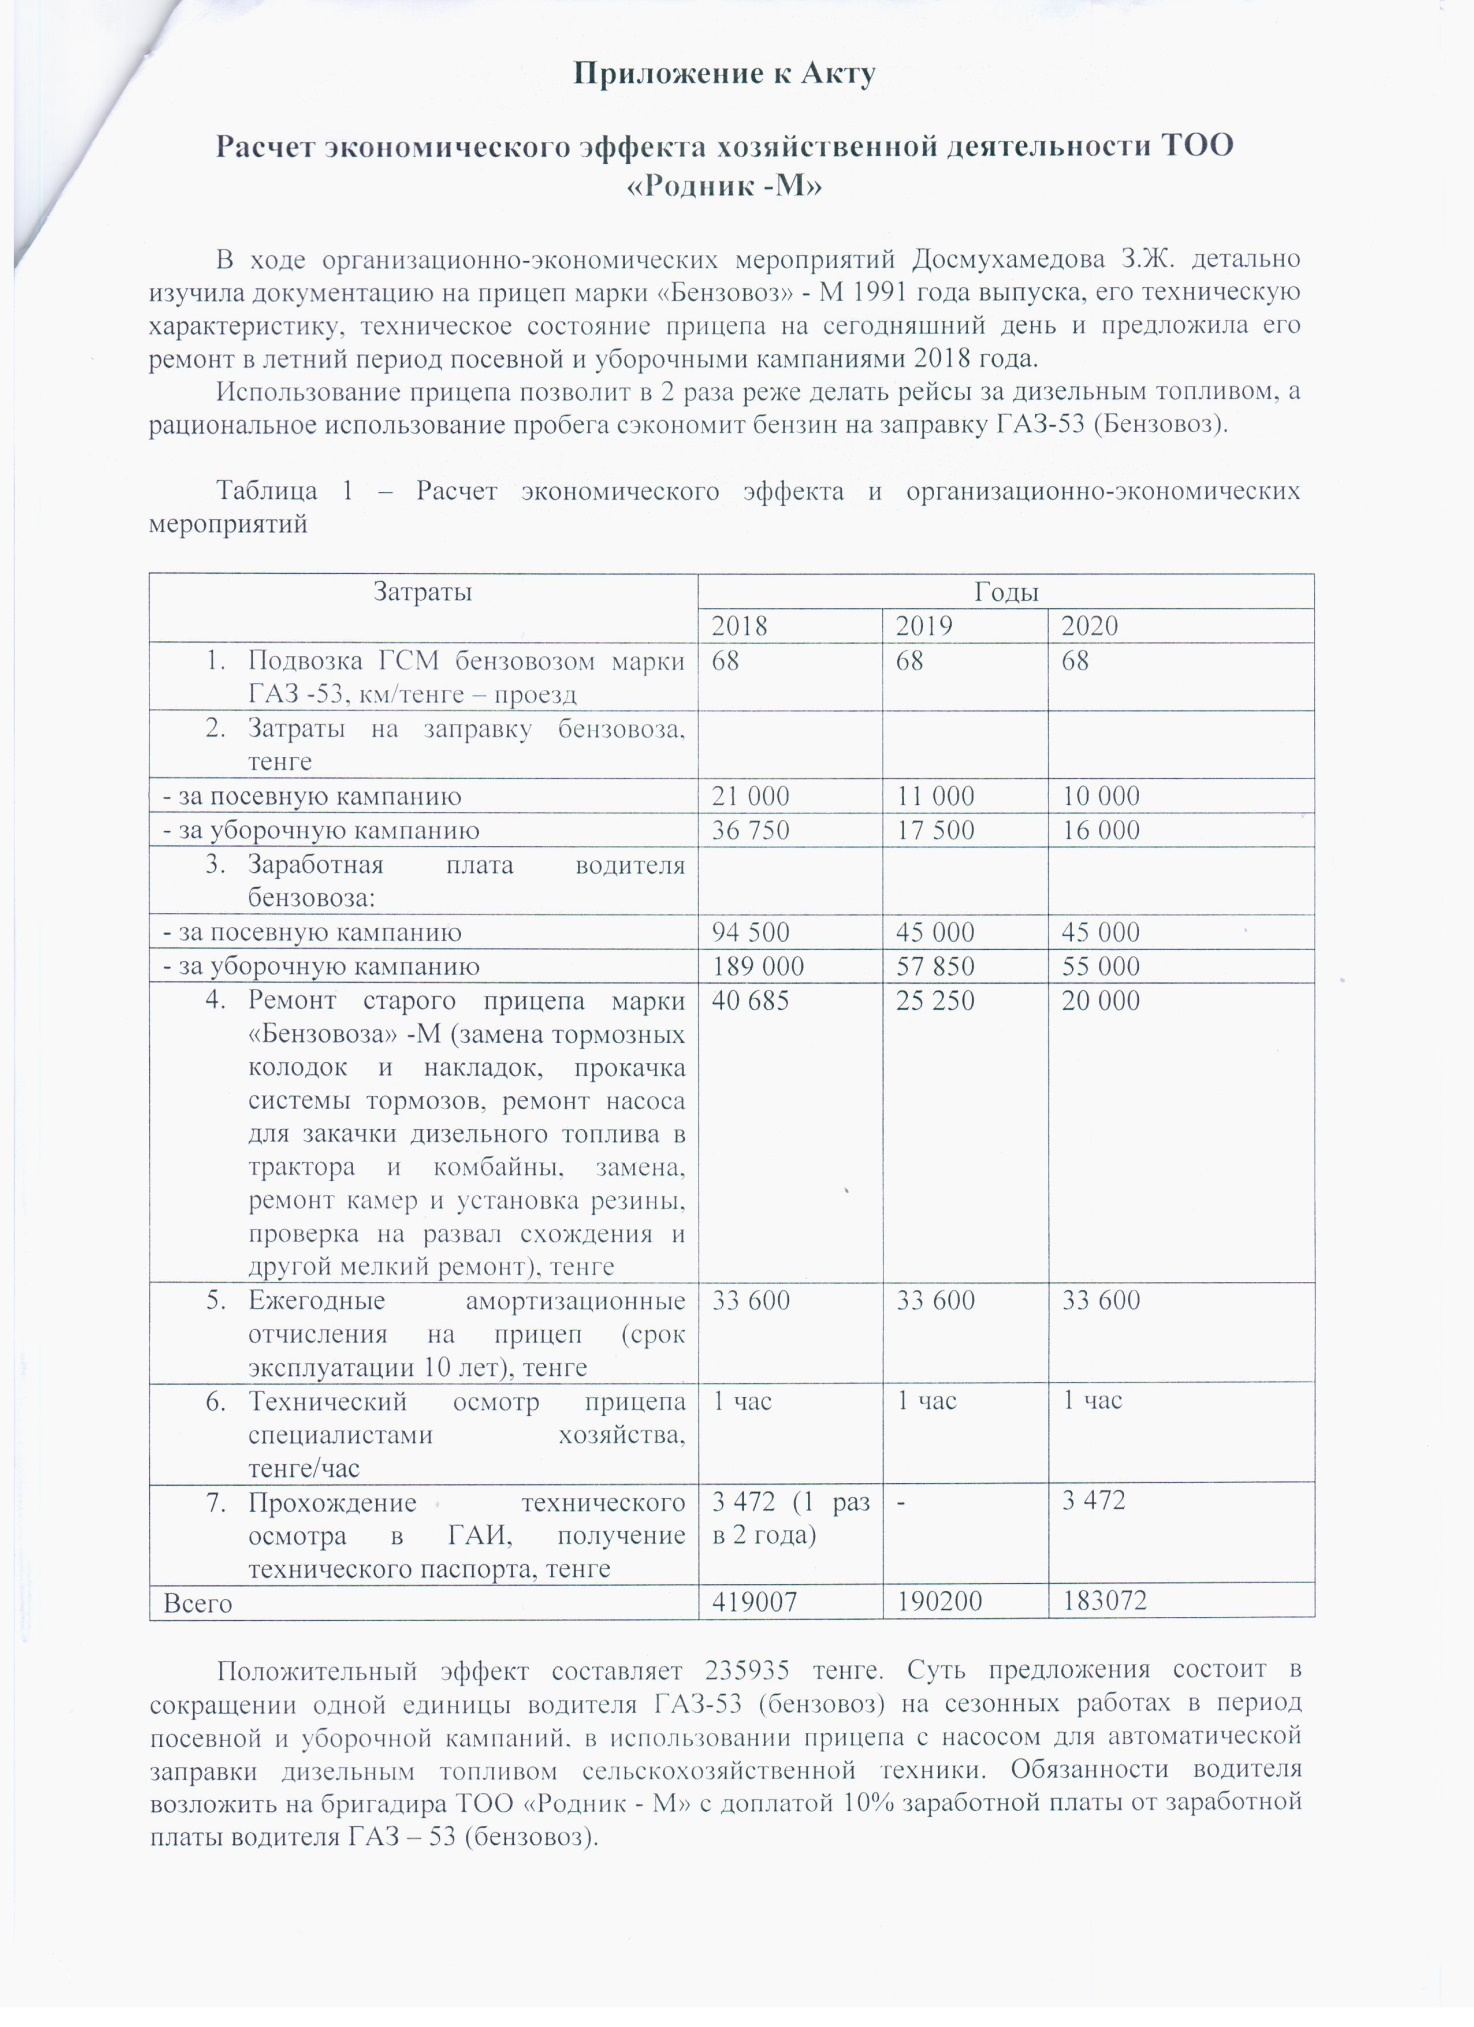 Приложение к Акту
Расчет экономического эффекта хозяйственной деятельности ТОО
«Родник -М»
В ходе организационно-экономических мероприятий Досмухамедова З.Ж. детально
изучила документацию на прицеп марки «Бензовоз» - М 1991 года выпуска, его техническую
характеристику, техническое состояние прицепа на сегодняшний день и предложила его
ремонт в летний период посевной и уборочными кампаниями 2018 года.
Использование прицепа позволит в 2 раза реже делать рейсы за дизельным топливом, а
рациональное использование пробега сэкономит бензин на заправку ГАЗ-53 (Бензовоз).
Таблица 1 – Расчет экономического эффекта и организационно-экономических
мероприятий
Затраты Годы
2018 2019 2020
1. Подвозка ГСМ бензовозом марки 68 68 68
ГАЗ -53, км/тенге – проезд
2. Затраты на заправку бензовоза,
тенге
- за посевную кампанию 21 000 11 000 10 000
- за уборочную кампанию 36 750 17 500 16 000
3. Заработная плата водителя
бензовоза:
- за посевную кампанию 94 500 45 000 45 000
- за уборочную кампанию 189 000 57 850 55 000
4. Ремонт старого прицепа марки 40 685 25 250 20 000
«Бензовоза» -М (замена тормозных
колодок и накладок, прокачка
системы тормозов, ремонт насоса
для закачки дизельного топлива в
трактора и комбайны, замена,
ремонт камер и установка резины,
проверка на развал схождения и
другой мелкий ремонт), тенге
5. Ежегодные амортизационные 33 600 33 600 33 600
отчисления на прицеп (срок
эксплуатации 10 лет), тенге
6. Технический осмотр прицепа 1 час 1 час 1 час
специалистами хозяйства,
тенге/час
7. Прохождение технического 3 472 (1 раз - 3 472
осмотра в ГАИ, получение в 2 года)
технического паспорта, тенге
Всего 419007 190200 183072
Положительный эффект составляет 235935 тенге. Суть предложения состоит в
сокращении одной единицы водителя ГАЗ-53 (бензовоз) на сезонных работах в период
посевной и уборочной кампаний, в использовании прицепа с насосом для автоматической
заправки дизельным топливом сельскохозяйственной техники. Обязанности водителя
возложить на бригадира ТОО «Родник - М» с доплатой 10% заработной платы от заработной
платы водителя ГАЗ – 53 (бензовоз).